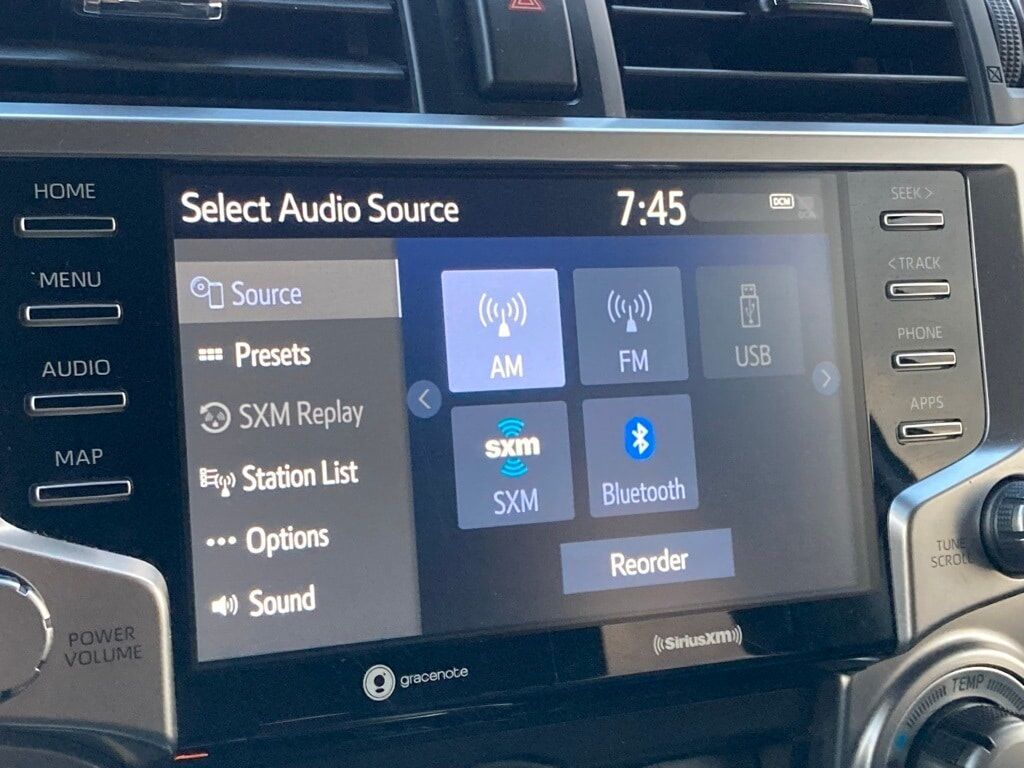 HOME
MENU
AUDIO
MAP
POWER
VOLUME
Select Audio Source
7:45
DCM
Source
Presets
SXM Replay
Station List
Options
Sound
AM
FM
USB
sxm
SXM
Bluetooth
Reorder
gracenote
SiriusXM
SEEK >
< TRACK
PHONE
APPS
TUNE
SCROLL
TEMP